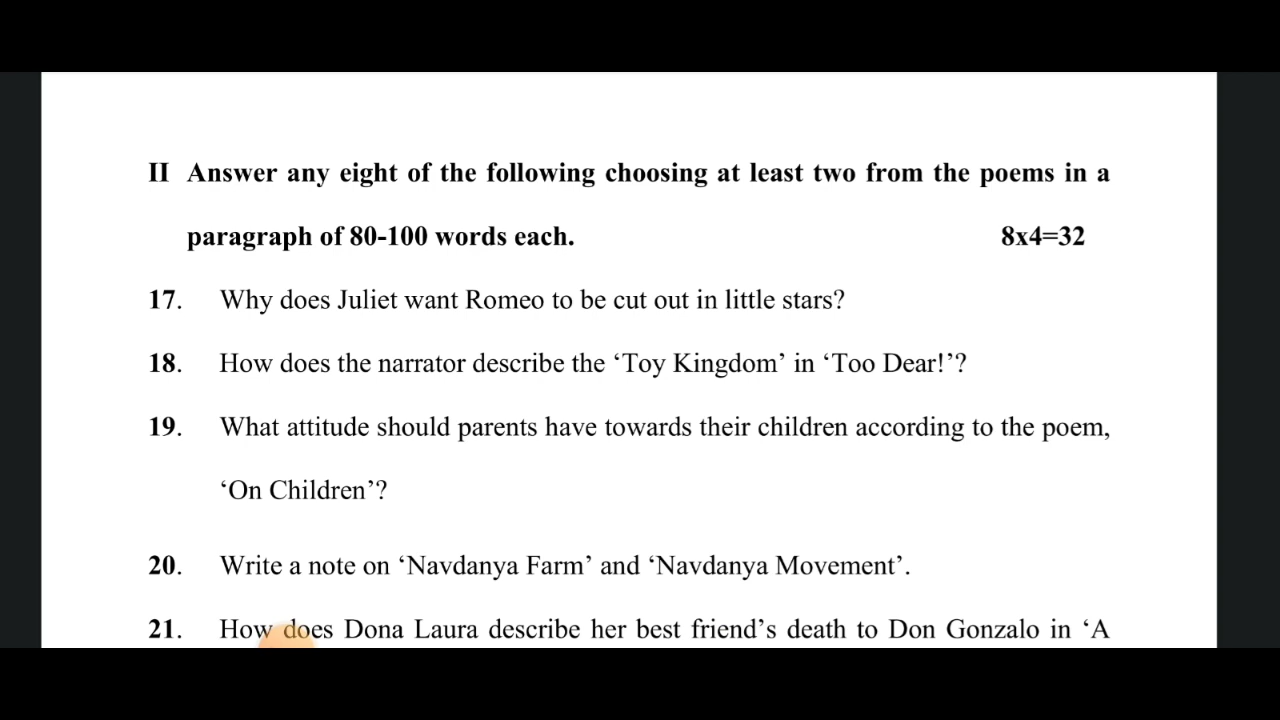 II Answer any eight of the following choosing at least two from the poems in a
paragraph of 80-100 words each. 8x4=32
17. Why does Juliet want Romeo to be cut out in little stars?
18. How does the narrator describe the ‘Toy Kingdom’ in ‘Too Dear!’?
19. What attitude should parents have towards their children according to the poem,
‘On Children’?
20. Write a note on ‘Navdanya Farm’ and ‘Navdanya Movement’.
21. How does Dona Laura describe her best friend’s death to Don Gonzalo in ‘A